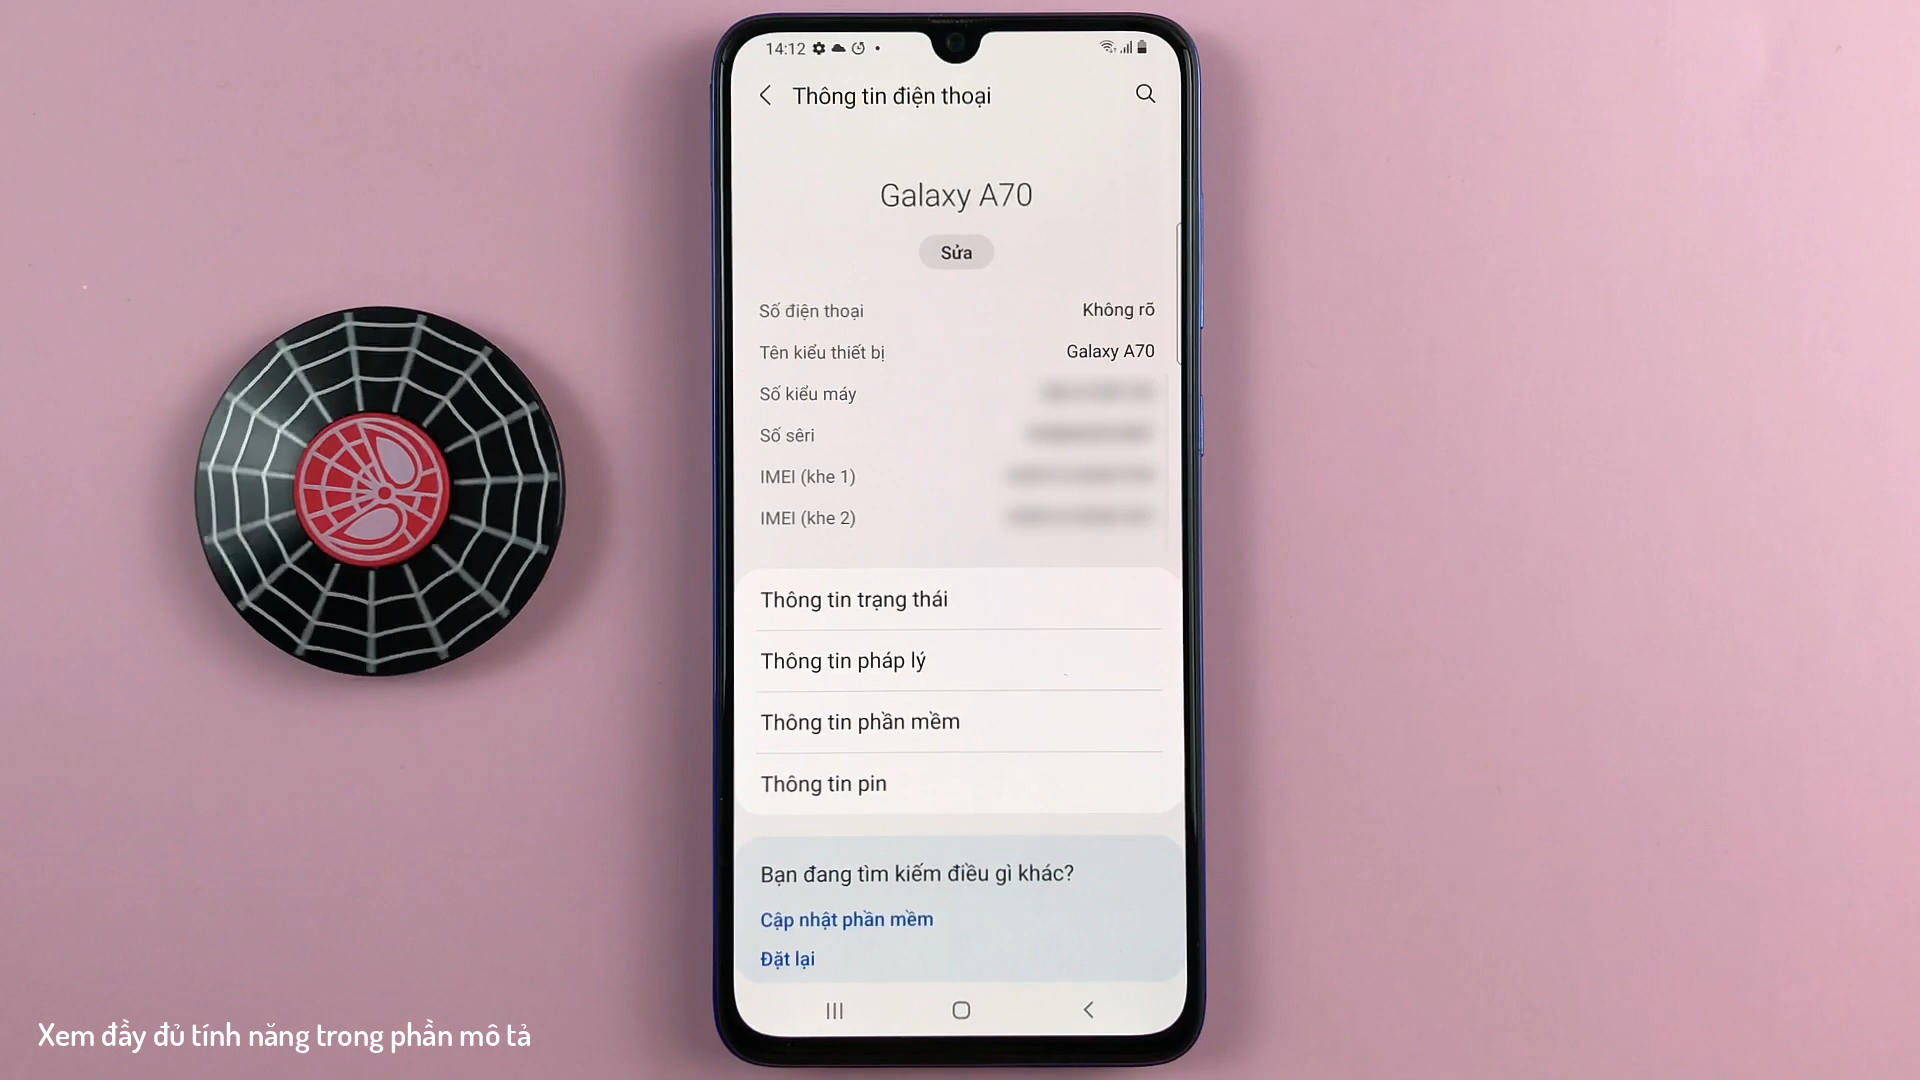 14:12
Thông tin điện thoại
Galaxy A70
Sửa
Số điện thoại Không rõ
Tên kiểu thiết bị Galaxy A70
Số kiểu máy
Số sêri
IMEI (khe 1)
IMEI (khe 2)
Thông tin trạng thái
Thông tin pháp lý
Thông tin phần mềm
Thông tin pin
Bạn đang tìm kiếm điều gì khác?
Cập nhật phần mềm
Đặt lại
Xem đầy đủ tính năng trong phần mô tả